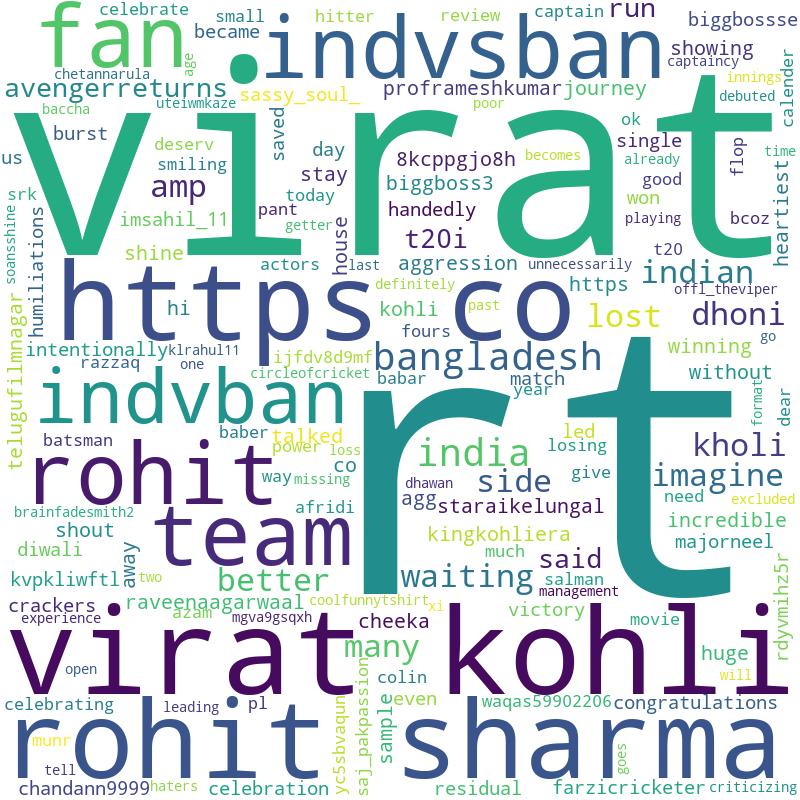 celebrate
small
hitter
review
captain
run
biggbossse
fan
became
indvsban
showing
captaincy
chetannarula
age
avengerreturns
sassy_soul_
proframeshkumar
journey
innings
debuted
calender
baccha
uteiwmkaze
poor
virat
burst
deserv
saved
day
8kcppgjo8h
ok
single
already
time
us
smiling
stay
becomes
flop
srk
amp
today
biggboss3
good
heartiest
imsahil_11
pant
handedly
won
playing
bcoz
soansshine
humiliations
shine
getter
house
t20i
t20
actors
last
aggression
unnecessarily
indian
https co
definitely
https
offl_theviper
hi
kohli
past
lost
dhoni
go
telugufilmnagar
intentionally
klrahul11
fours
razzaq
one
ijfdv8d9mf
bangladesh
winning
circleofcricket
babar
match
without
indvban
year
format
dear
batsman
baber
talked
led
kholi
power
loss
india
losing
rohit
co
way
missing
dhawan
side
give
imagine
agg
staraikelungal
need
excluded
brainfadesmith2
afridi
rt
shout
team
kingkohliera
incredible
diwali
away
much
said
majorneel
kvpkliwftl
two
better
waiting
salman
management
rdyvmihz5r
crackers
raveenaagarwaal
coolfunnytshirt
xi
victory
experience
azam
mgva9gsqxh
cheeka
movie
virat kohli
many
huge
open
colin
will
celebrating
leading
pl
yc5sbvaqun
saj_pakpassion
sample
even
waqas59902206
congratulations
rohit sharma
munr
tell
goes
chandann9999
haters
celebration
residual
farzicricketer
criticizing